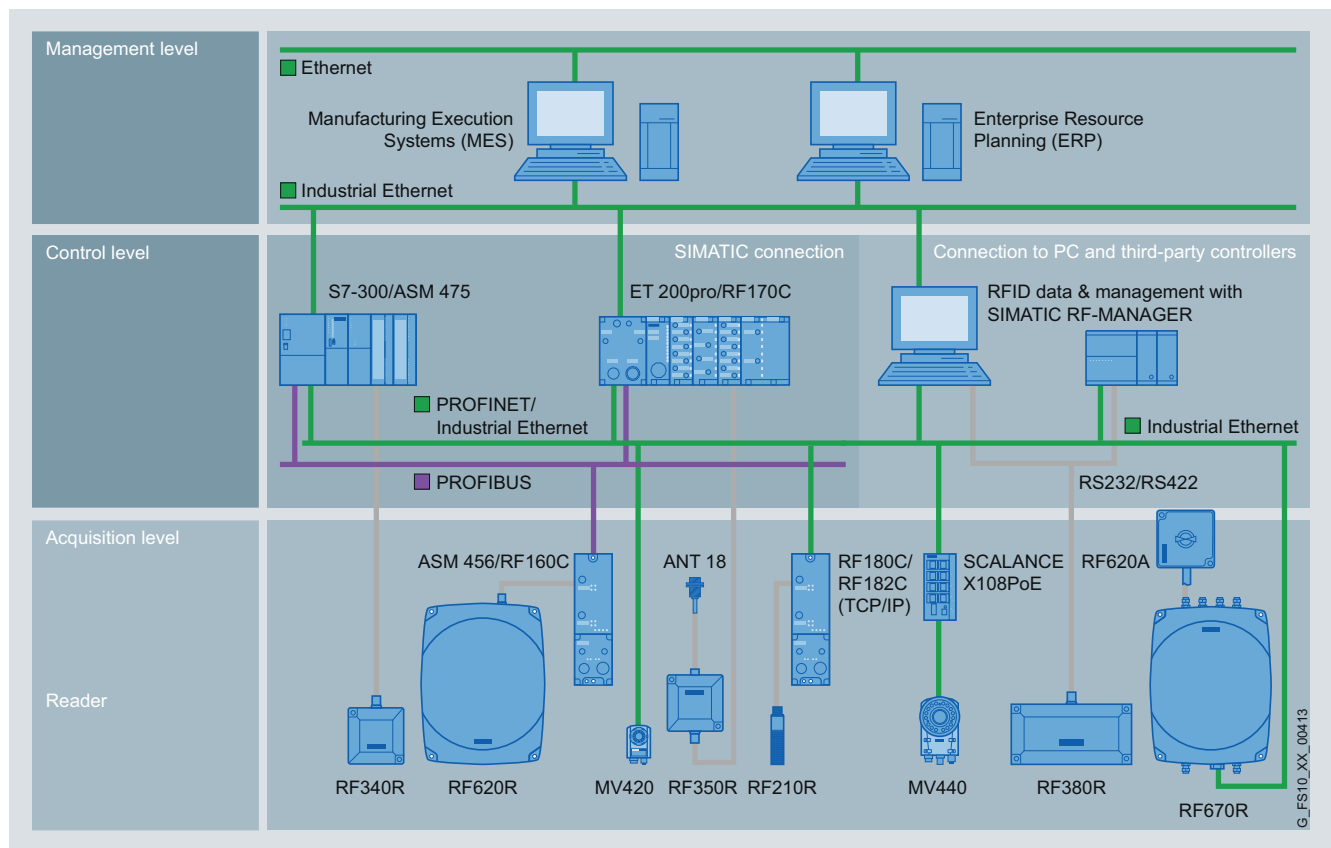 Management level
Ethernet
Manufacturing Execution
Systems (MES)
Enterprise Resource
Planning (ERP)
Industrial Ethernet
Control level
SIMATIC connection
Connection to PC and third-party controllers
S7-300/ASM 475
ET 200pro/RF170C
RFID data & management with
SIMATIC RF-MANAGER
PROFINET/
Industrial Ethernet
Industrial Ethernet
PROFIBUS
RS232/RS422
Acquisition level
ASM 456/RF160C
ANT 18
RF180C/
RF182C
(TCP/IP)
SCALANCE
X108PoE
RF620A
Reader
RF340R
RF620R
MV420
RF350R
RF210R
MV440
RF380R
RF670R
G_FS10_XX_00413